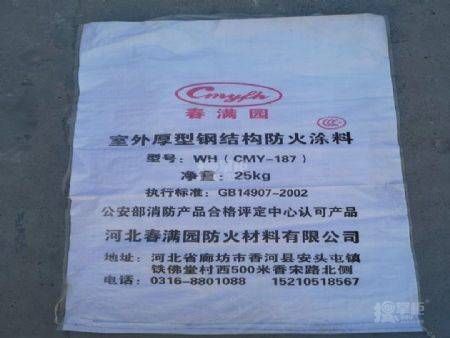 Cmyfh
春满园
CCC
室外厚型钢结构防火涂料
型号：WH（CMY-187）
净重：25kg
执行标准：GB14907-2002
公安部消防产品合格评定中心认可产品
河北春满园防火材料有限公司
地址：河北省廊坊市香河县安头屯镇
铁佛堂村西500米香宋路北侧
电话：0316-8801088 15210518567